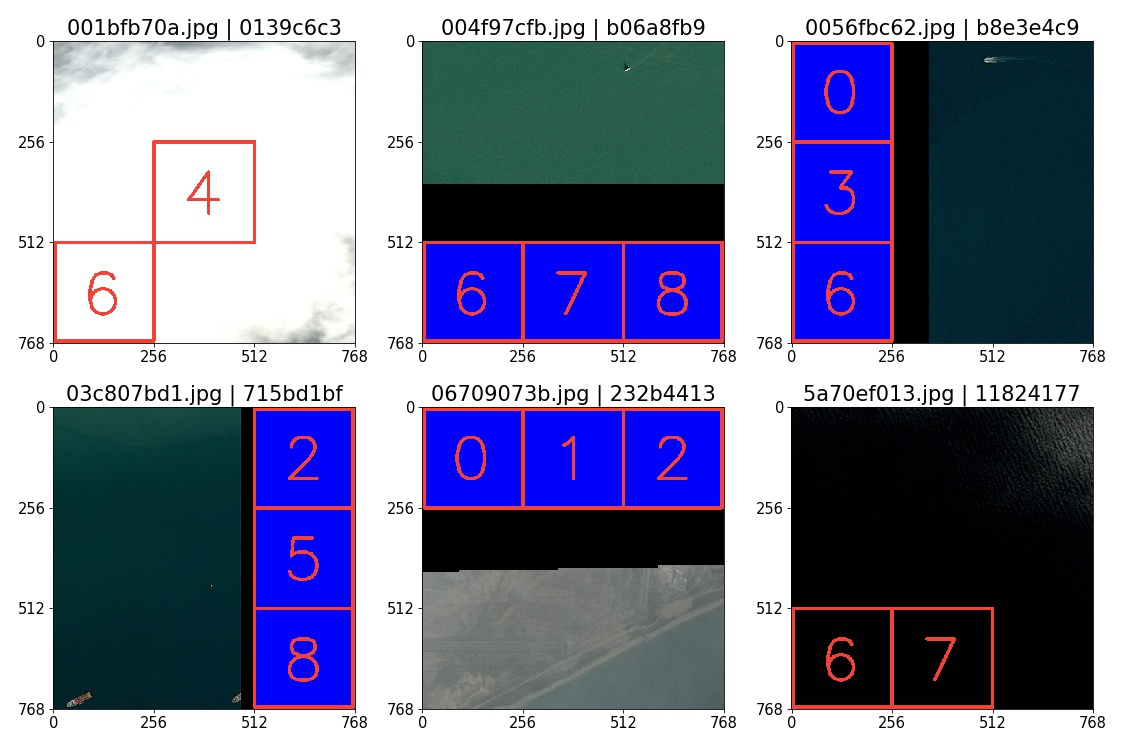 001bfb70a.jpg | 0139c6c3
004f97cfb.jpg | b06a8fb9
0056fbc62.jpg | b8e3e4c9
0
256
512
768
4
6
0 256 512 768
0
256
512
768
6 7 8
0 256 512 768
0
256
512
768
0
3
6
0 256 512 768
03c807bd1.jpg | 715bd1bf
06709073b.jpg | 232b4413
5a70ef013.jpg | 11824177
0
256
512
768
2
5
8
0 256 512 768
0
256
512
768
0 1 2
0 256 512 768
0
256
512
768
6 7
0 256 512 768